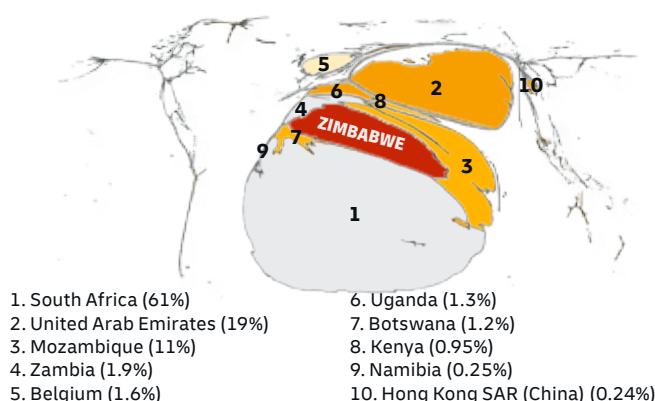 5
2
10
6
8
4
ZIMBABWE
7
9
3
1
1. South Africa (61%)
2. United Arab Emirates (19%)
3. Mozambique (11%)
4. Zambia (1.9%)
5. Belgium (1.6%)
6. Uganda (1.3%)
7. Botswana (1.2%)
8. Kenya (0.95%)
9. Namibia (0.25%)
10. Hong Kong SAR (China) (0.24%)